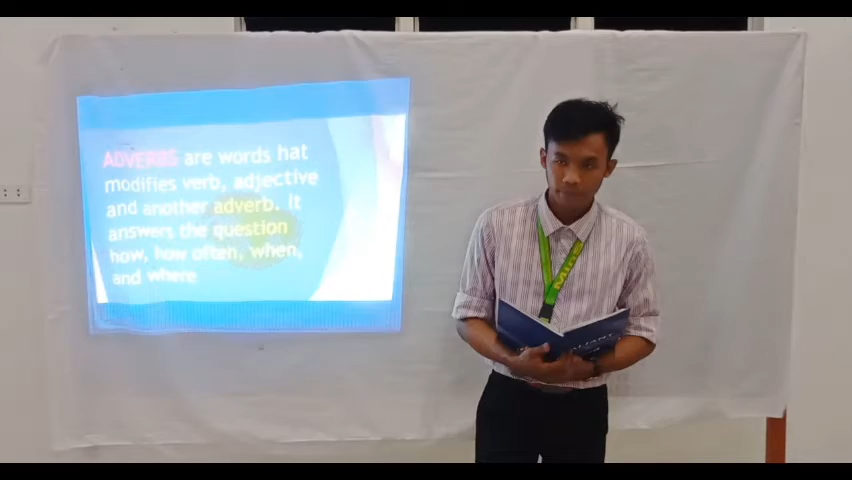 ADVERBS are words hat
modifies verb, adjective
and another adverb. It
answers the question
how, how often, when,
and where